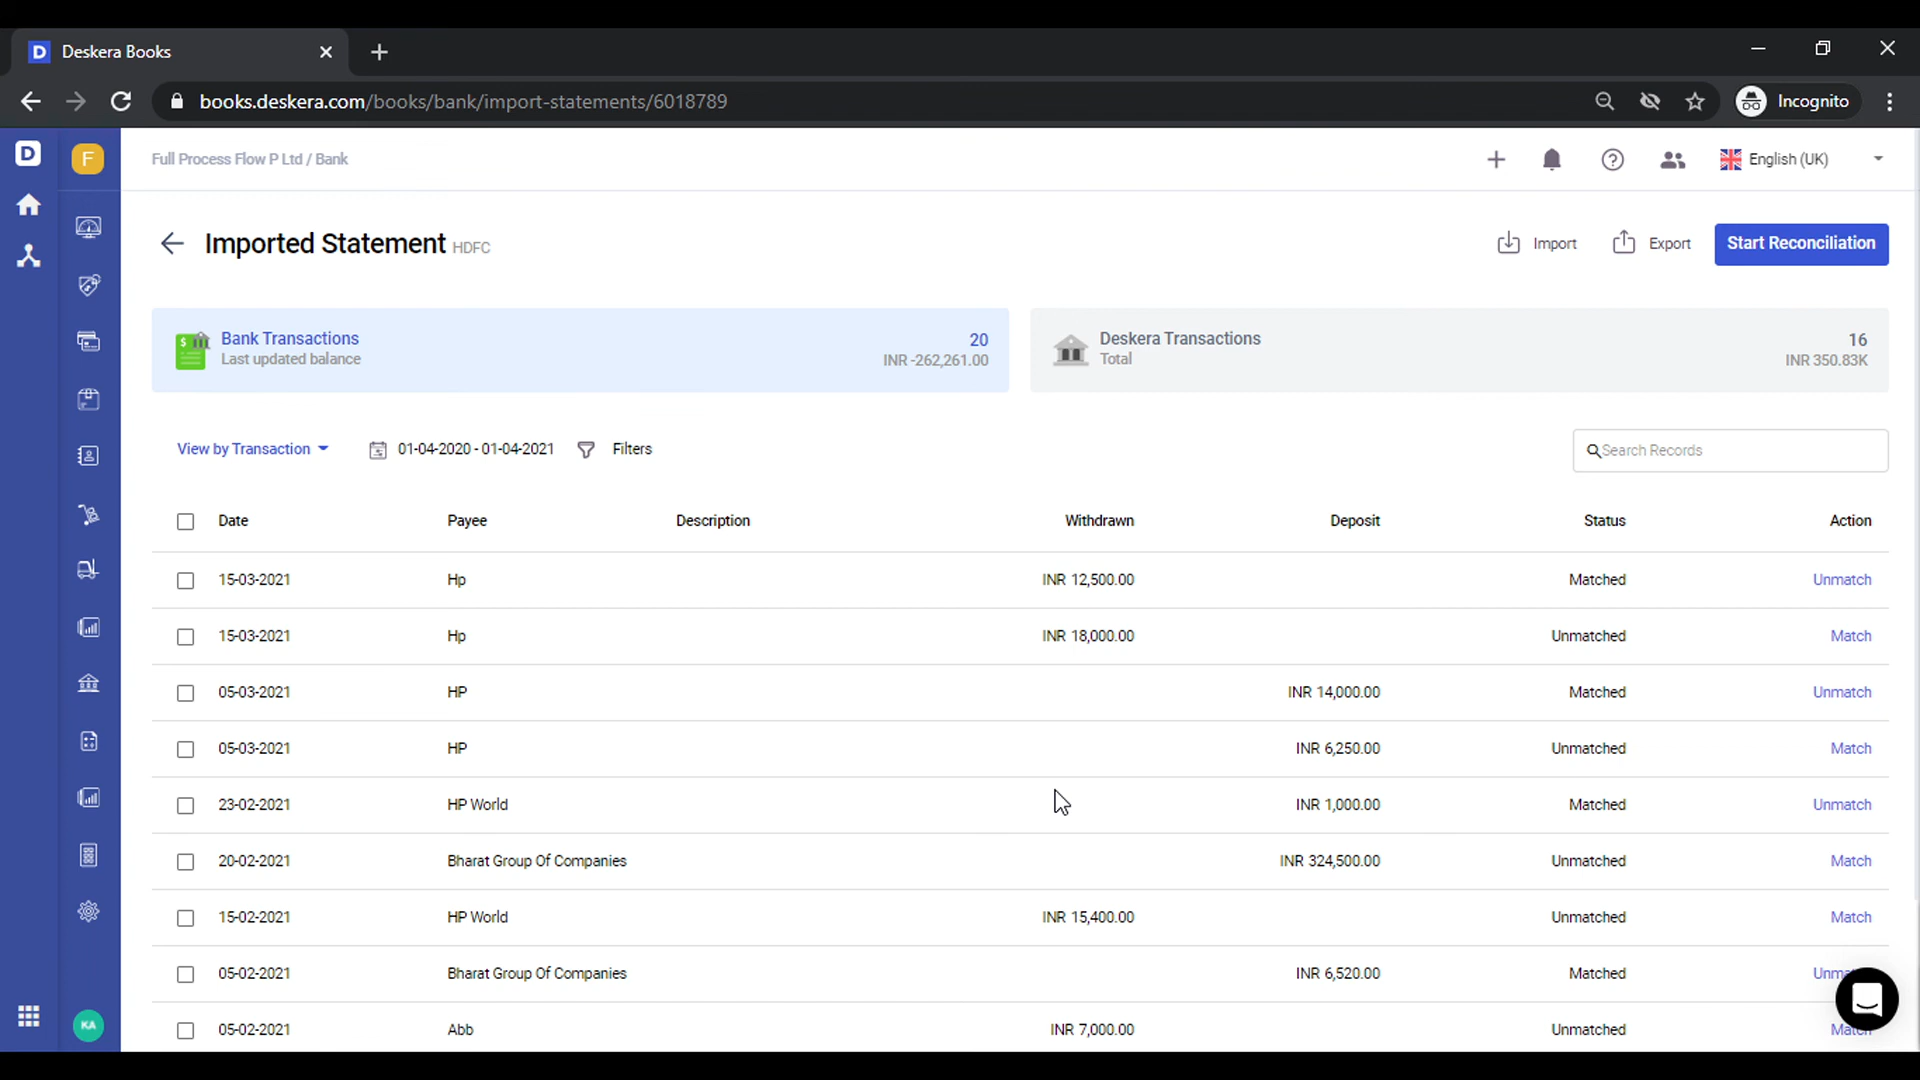 D Deskera Books
books.deskera.com/books/bank/import-statements/6018789 Incognito
D F Full Process Flow P Ltd / Bank English (UK)
Imported Statement HDFC Import Export Start Reconciliation
Bank Transactions 20 Deskera Transactions 16
Last updated balance INR -262,261.00 Total INR 350.83K
View by Transaction 01-04-2020 - 01-04-2021 Filters Search Records
Date Payee Description Withdrawn Deposit Status Action
15-03-2021 Hp INR 12,500.00 Matched Unmatch
15-03-2021 Hp INR 18,000.00 Unmatched Match
05-03-2021 HP INR 14,000.00 Matched Unmatch
05-03-2021 HP INR 6,250.00 Unmatched Match
23-02-2021 HP World INR 1,000.00 Matched Unmatch
20-02-2021 Bharat Group Of Companies INR 324,500.00 Unmatched Match
15-02-2021 HP World INR 15,400.00 Unmatched Match
05-02-2021 Bharat Group Of Companies INR 6,520.00 Matched
KA 05-02-2021 Abb INR 7,000.00 Unmatched